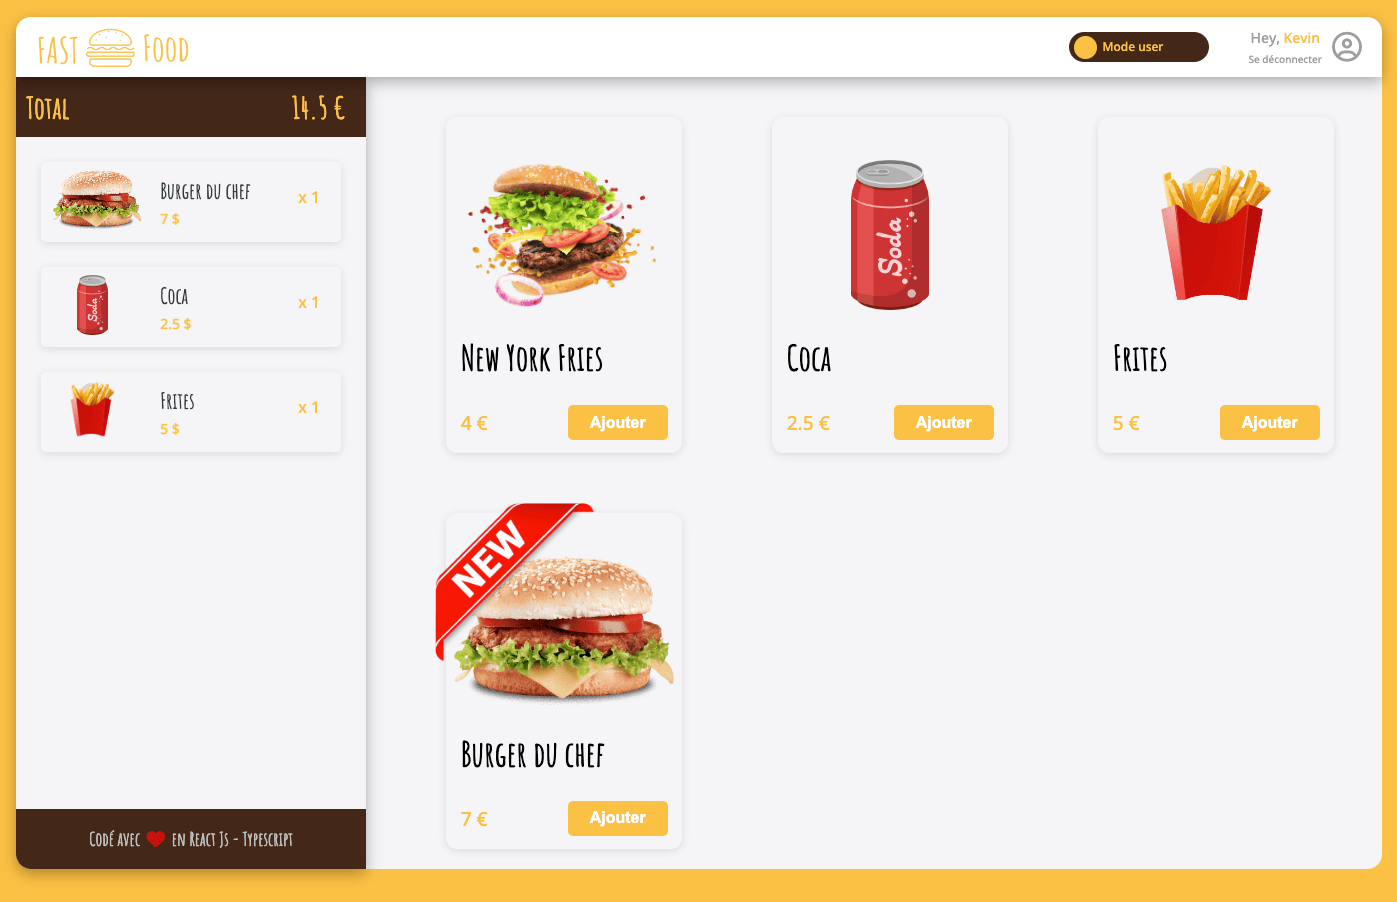 FAST FOOD
Mode user
Hey, Kevin
Se déconnecter
TOTAL 14.5 €
BURGER DU CHEF
7 $
x 1
COCA
2.5 $
x 1
FRITES
5 $
x 1
CODÉ AVEC EN REACT JS - TYPESCRIPT
NEW YORK FRIES
4 €
Ajouter
Soda
COCA
2.5 €
Ajouter
FRITES
5 €
Ajouter
NEW
BURGER DU CHEF
7 €
Ajouter